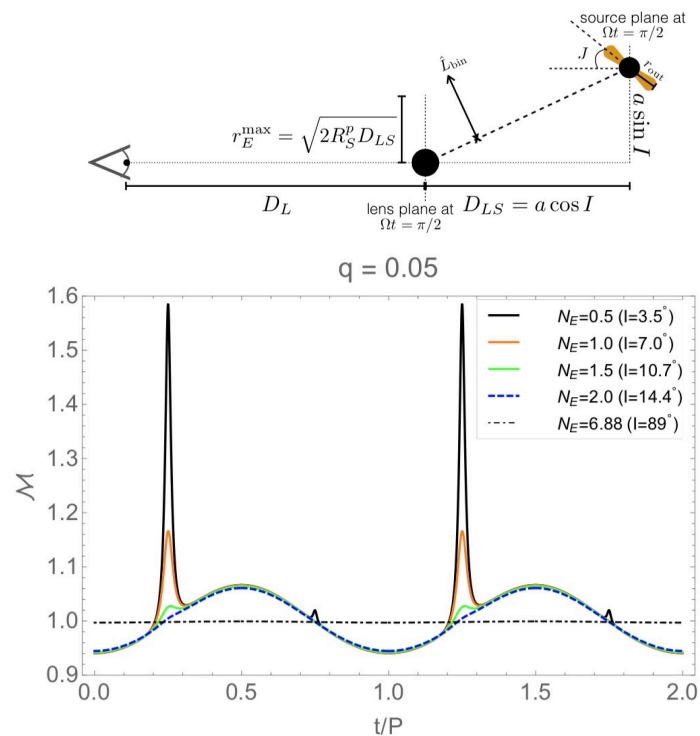 source plane at
Ωt = π/2
J
r_out
L̂_bin
a sin I
r_E^max = √(2R_S^p D_LS)
D_L
lens plane at
Ωt = π/2
D_LS = a cos I
q = 0.05
1.6
1.5
1.4
1.3
1.2
1.1
1.0
0.9
ℳ
N_E=0.5 (I=3.5°)
N_E=1.0 (I=7.0°)
N_E=1.5 (I=10.7°)
N_E=2.0 (I=14.4°)
N_E=6.88 (I=89°)
0.0 0.5 1.0 1.5 2.0
t/P